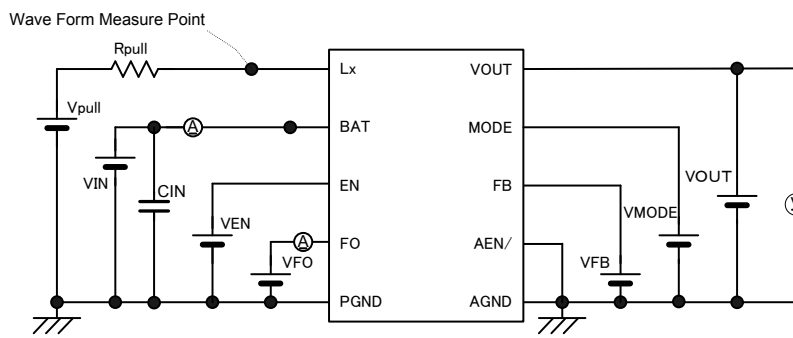 Wave Form Measure Point
Rpull
Lx
VOUT
Vpull
A
BAT
MODE
VIN
CIN
EN
FB
VOUT
VEN
VMODE
V
A
FO
AEN/
VFO
VFB
PGND
AGND